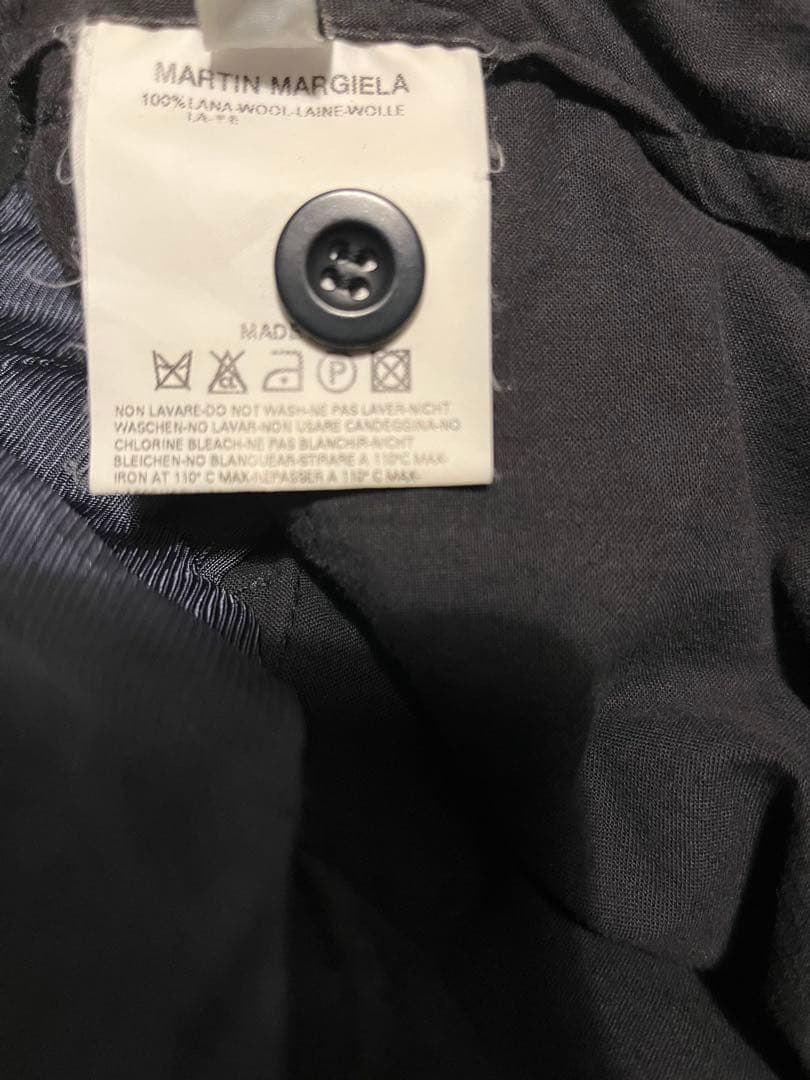 MARTIN MARGIELA
100% LANA-WOOL-LAINE-WOLLE
MADE
P
NON LAVARE-DO NOT WASH-NE PAS LAVER-NICHT
WASCHEN-NO LAVAR-NON USARE CANDEGGINA-NO
CHLORINE BLEACH-NE PAS BLANCHIR-NICHT
BLEICHEN-NO BLANQUEAR-STIRARE A 110°C MAX-
IRON AT 110° C MAX-NEPASSER A 110° C MAX-